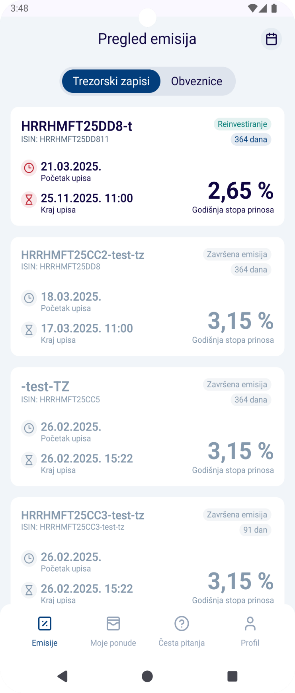 3:48
Pregled emisija
Trezorski zapisi
Obveznice
HRRHMFT25DD8-t
Reinvestiranje
ISIN: HRRHMFT25DD811
364 dana
21.03.2025.
Početak upisa
25.11.2025. 11:00
Kraj upisa
2,65 %
Godišnja stopa prinosa
HRRHMFT25CC2-test-tz
Završena emisija
ISIN: HRRHMFT25DD8
364 dana
18.03.2025.
Početak upisa
17.03.2025. 11:00
Kraj upisa
3,15 %
Godišnja stopa prinosa
-test-TZ
Završena emisija
ISIN: HRRHMFT25CC5
364 dana
26.02.2025.
Početak upisa
26.02.2025. 15:22
Kraj upisa
3,15 %
Godišnja stopa prinosa
HRRHMFT25CC3-test-tz
Završena emisija
ISIN: HRRHMFT25CC3-test-tz
91 dan
26.02.2025.
Početak upisa
26.02.2025. 15:22
Kraj upisa
3,15 %
Godišnja stopa prinosa
Emisije
Moje ponude
Česta pitanja
Profil